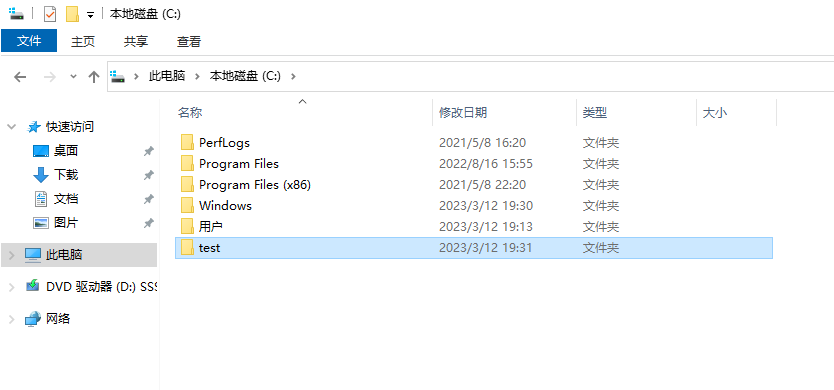 本地磁盘 (C:)
文件 主页 共享 查看
此电脑 本地磁盘 (C:)
名称 修改日期 类型 大小
快速访问
桌面
下载
文档
图片
此电脑
DVD 驱动器 (D:) SSS
网络
PerfLogs 2021/5/8 16:20 文件夹
Program Files 2022/8/16 15:55 文件夹
Program Files (x86) 2021/5/8 22:20 文件夹
Windows 2023/3/12 19:30 文件夹
用户 2023/3/12 19:13 文件夹
test 2023/3/12 19:31 文件夹